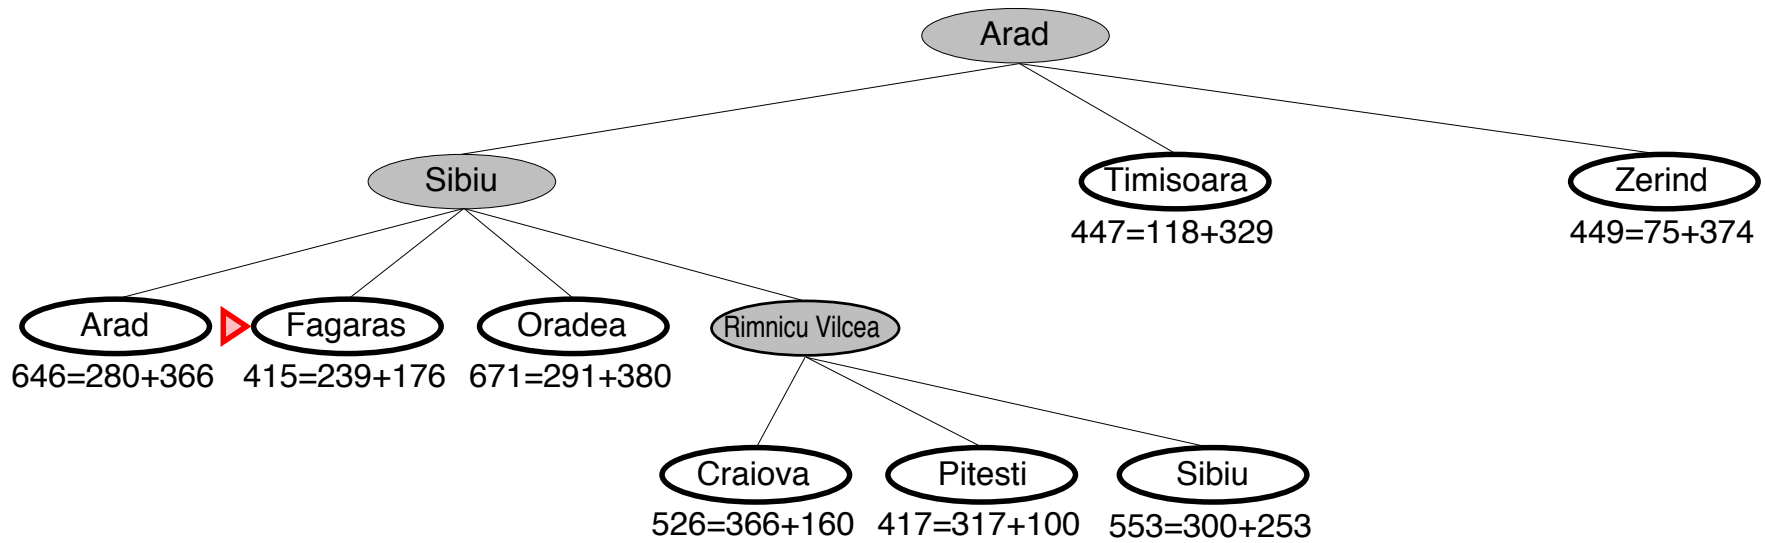 Arad
Sibiu
Timisoara
Zerind
447=118+329
449=75+374
Arad
Fagaras
Oradea
Rimnicu Vilcea
646=280+366
415=239+176
671=291+380
Craiova
Pitesti
Sibiu
526=366+160
417=317+100
553=300+253